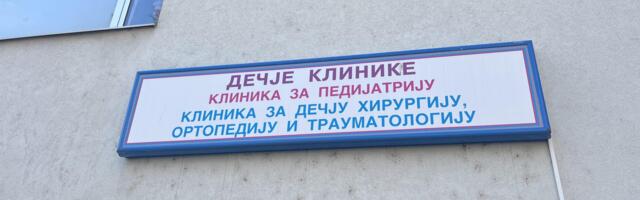 ДЕЧЈЕ КЛИНИКЕ
КЛИНИКА ЗА ПЕДИЈАТРИЈУ
КЛИНИКА ЗА ДЕЧЈУ ХИРУРГИЈУ,
ОРТОПЕДИЈУ И ТРАУМАТОЛОГИЈУ